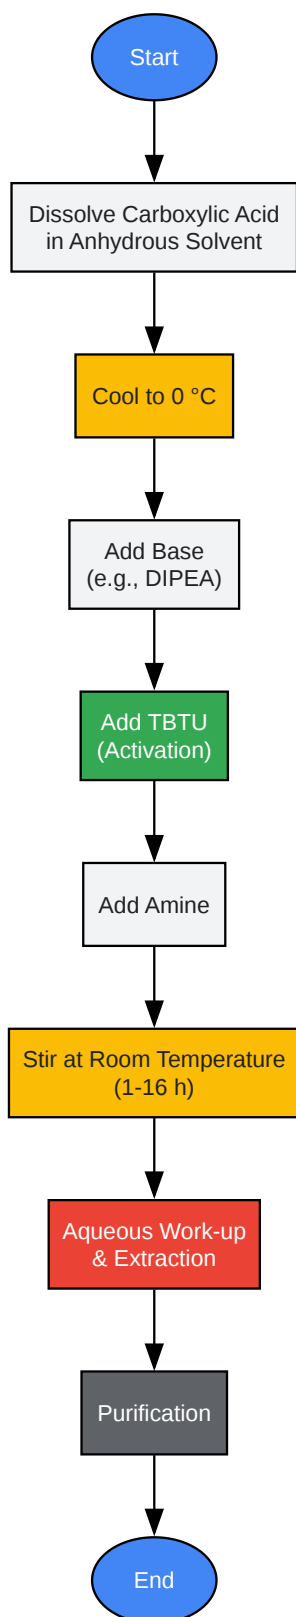 Start
Dissolve Carboxylic Acid
in Anhydrous Solvent
Cool to 0 °C
Add Base
(e.g., DIPEA)
Add TBTU
(Activation)
Add Amine
Stir at Room Temperature
(1-16 h)
Aqueous Work-up
& Extraction
Purification
End